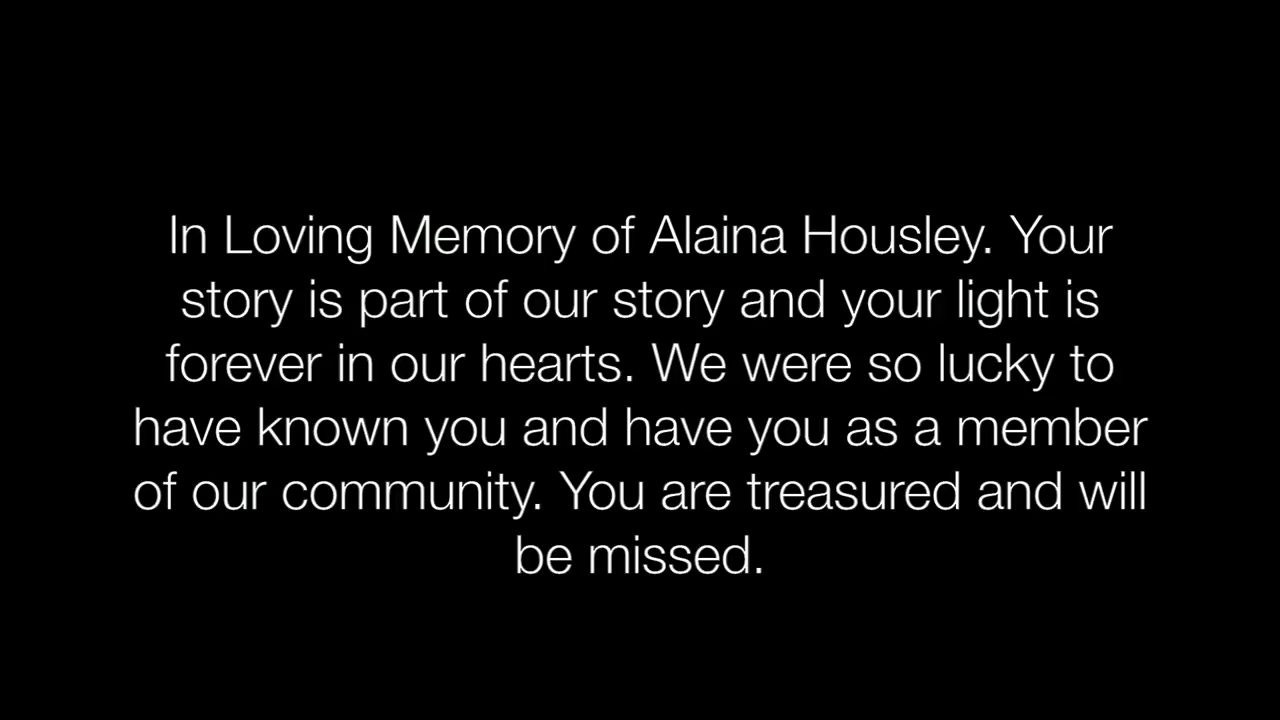 In Loving Memory of Alaina Housley. Your
story is part of our story and your light is
forever in our hearts. We were so lucky to
have known you and have you as a member
of our community. You are treasured and will
be missed.